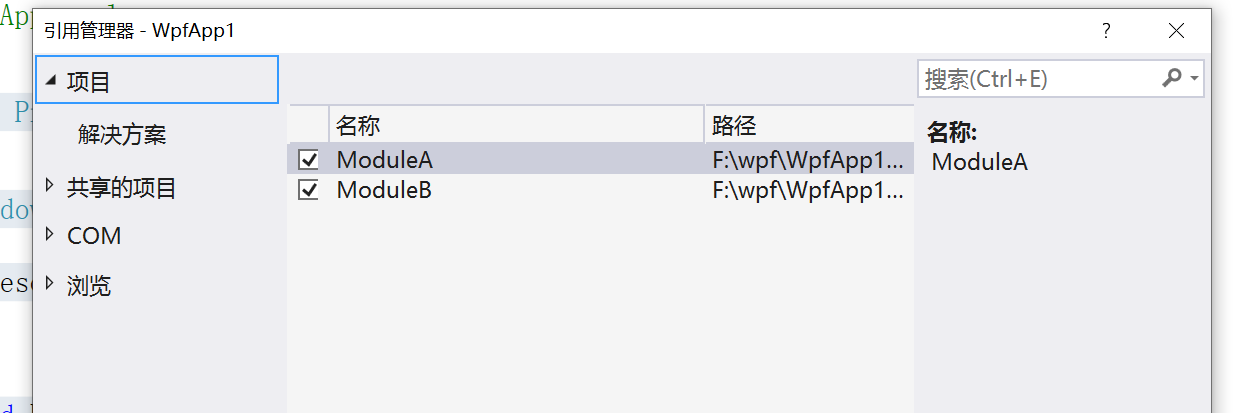 引用管理器 - WpfApp1
?
项目
搜索(Ctrl+E)
解决方案
共享的项目
COM
浏览
名称 路径
ModuleA F:\wpf\WpfApp1...
ModuleB F:\wpf\WpfApp1...
名称:
ModuleA